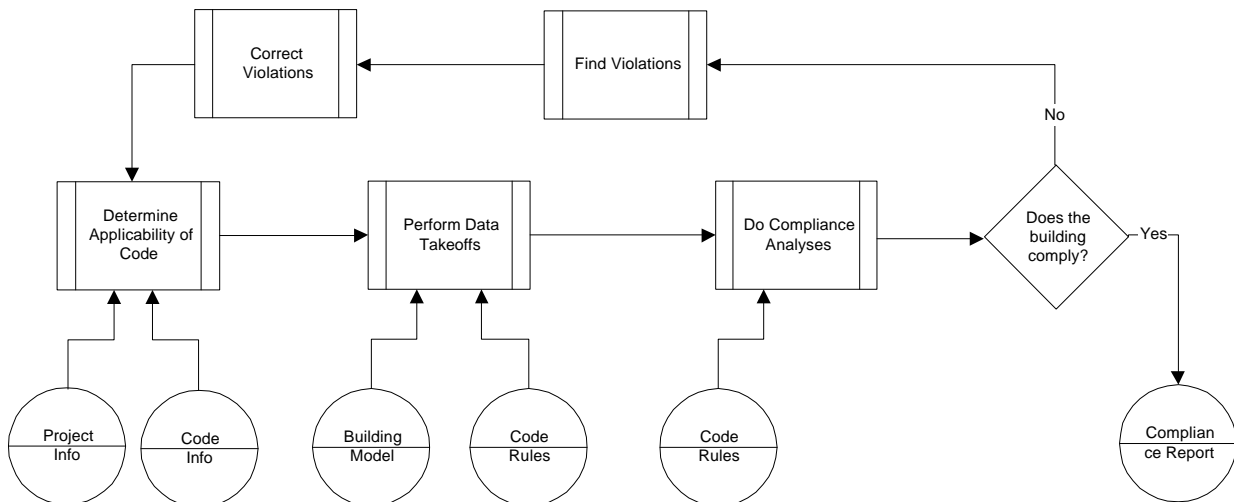 Correct
Violations
Find Violations
No
Determine
Applicability of
Code
Perform Data
Takeoffs
Do Compliance
Analyses
Does the
building
comply?
Yes
Project
Info
Code
Info
Building
Model
Code
Rules
Code
Rules
Complian
ce Report